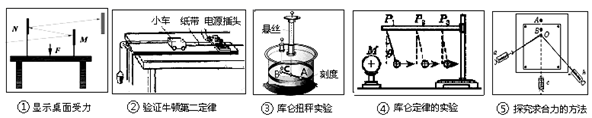 N
M
F
小车
纸带
电源插头
悬丝
B
C
A
刻度
P₁ P₂ P₃
M
A
B
O
a
b
c
① 显示桌面受力
② 验证牛顿第二定律
③ 库仑扭秤实验
④ 库仑定律的实验
⑤ 探究求合力的方法